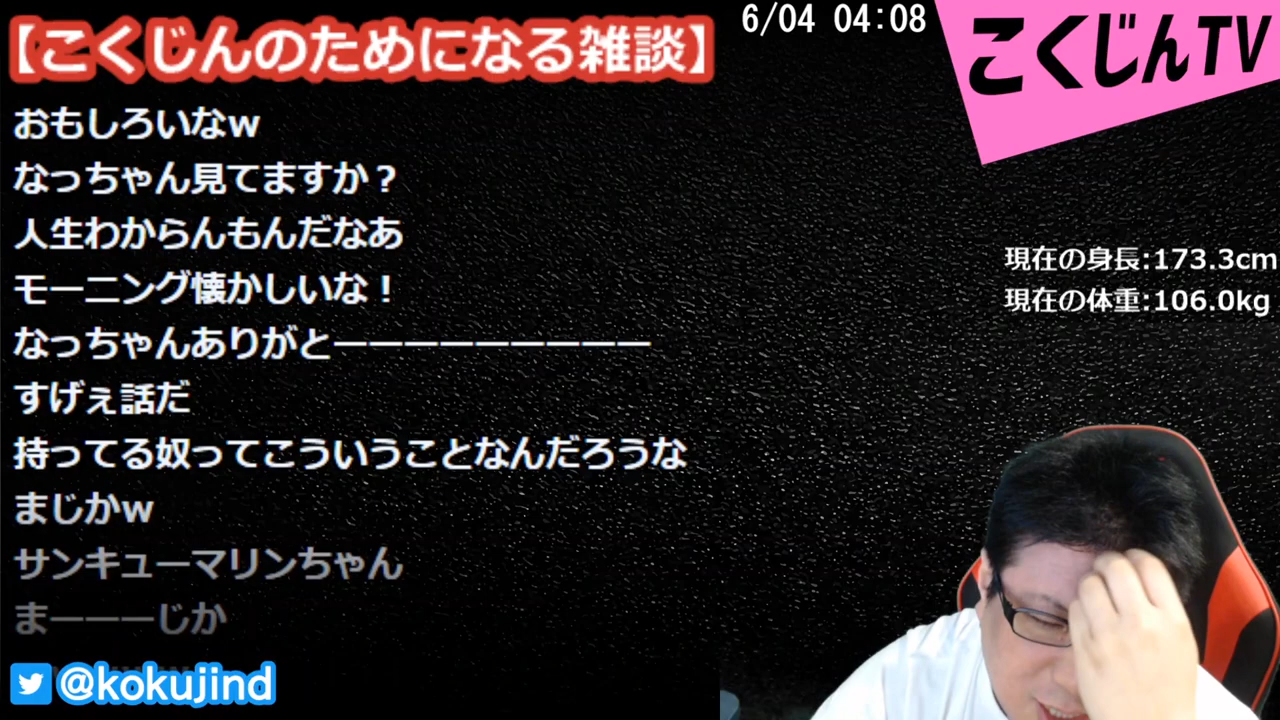 【こくじんのためになる雑談】
6/04 04:08
こくじんTV
おもしろいなw
なっちゃん見てますか？
人生わからんもんだなあ
モーニング懐かしいな！
なっちゃんありがとーーーーーーーーーー
すげぇ話だ
持ってる奴ってこういうことなんだろうな
まじかw
サンキューマリンちゃん
まーーーじか
現在の身長:173.3cm
現在の体重:106.0kg
@kokujind